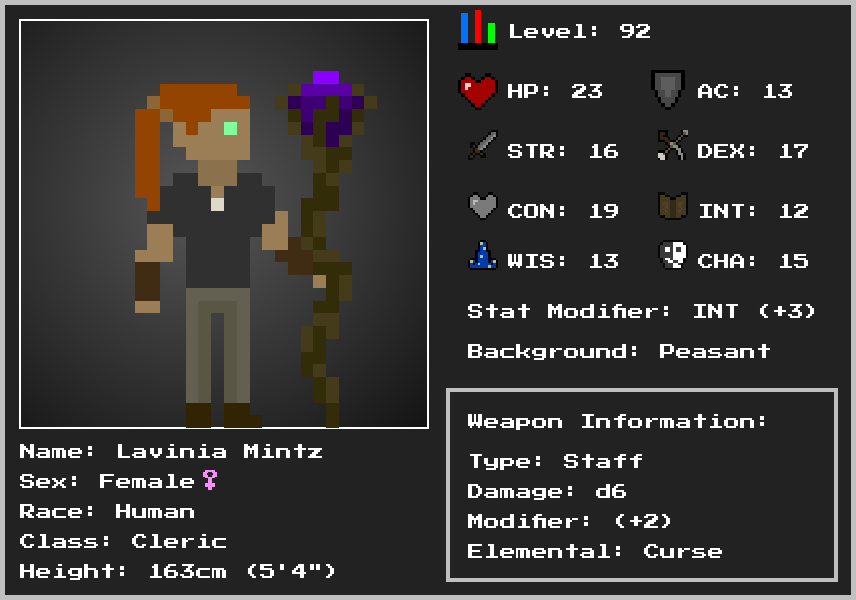 Level: 92
HP: 23
AC: 13
STR: 16
DEX: 17
CON: 19
INT: 12
WIS: 13
CHA: 15
Stat Modifier: INT (+3)
Background: Peasant
Weapon Information:
Type: Staff
Damage: d6
Modifier: (+2)
Elemental: Curse
Name: Lavinia Mintz
Sex: Female♀
Race: Human
Class: Cleric
Height: 163cm (5'4")